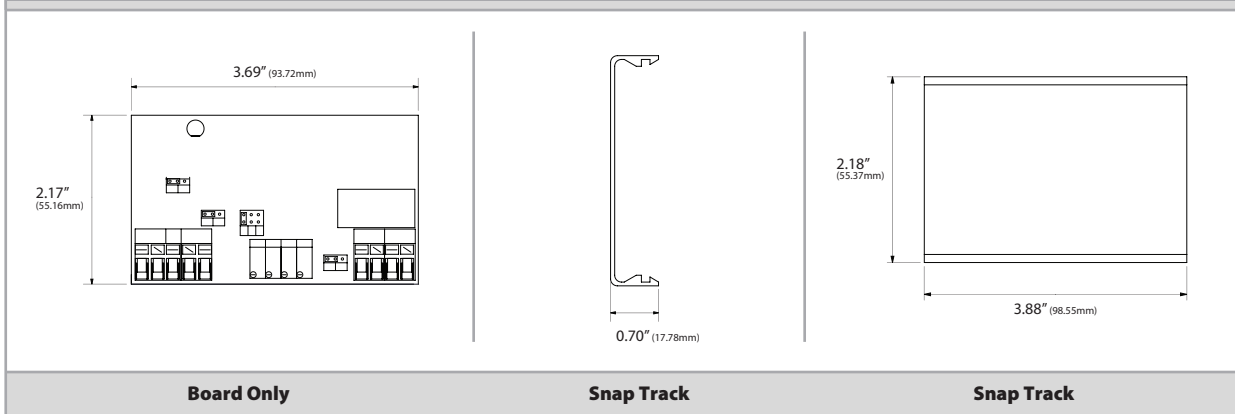 3.69" (93.72mm)
2.17"
(55.16mm)
0.70" (17.78mm)
2.18"
(55.37mm)
3.88" (98.55mm)
Board Only
Snap Track
Snap Track